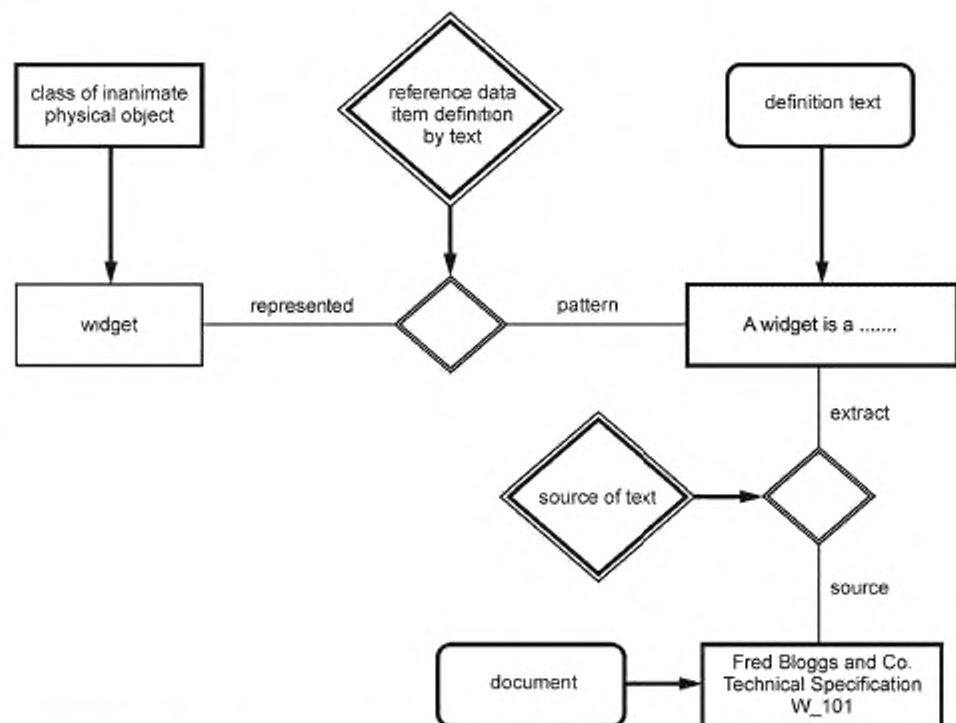 class of inanimate
physical object
reference data
item definition
by text
definition text
widget
represented
pattern
A widget is a .......
extract
source of text
source
document
Fred Bloggs and Co.
Technical Specification
W_101